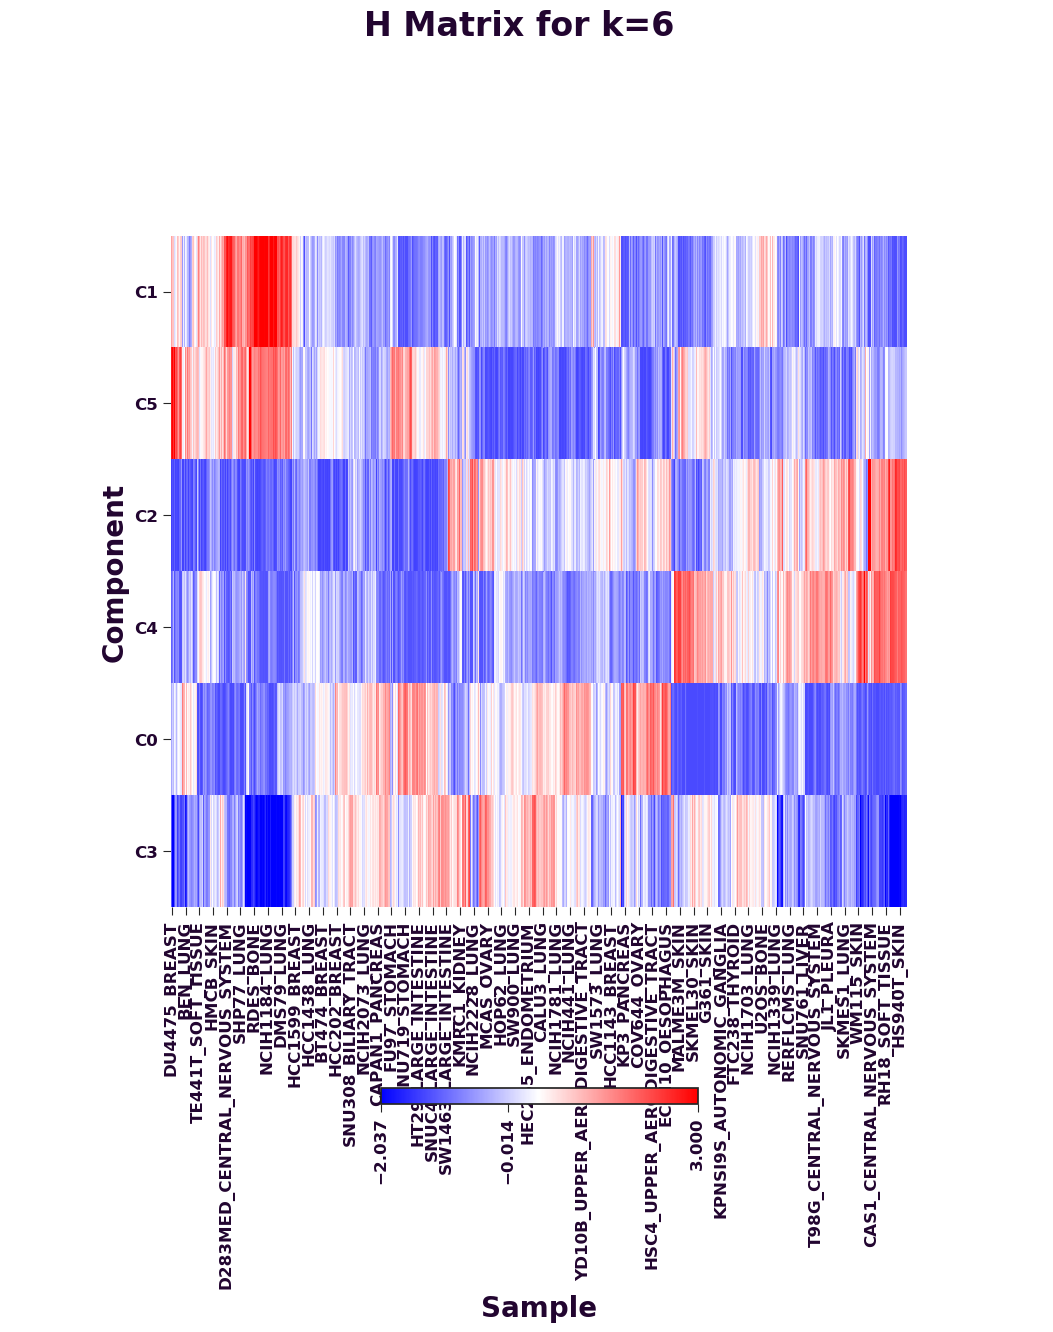 H Matrix for k=6
Component
C1
C5
C2
C4
C0
C3
DU4475_BREAST
BEN_LUNG
TE441T_SOFT_TISSUE
HMCB_SKIN
D283MED_CENTRAL_NERVOUS_SYSTEM
SHP77_LUNG
RDES_BONE
NCIH1184_LUNG
DMS79_LUNG
HCC1599_BREAST
HCC1438_LUNG
BT474_BREAST
HCC202_BREAST
SNU308_BILIARY_TRACT
NCIH2073_LUNG
CAPAN1_PANCREAS
FU97_STOMACH
HCC1143_BREAST
KP3_PANCREAS
COV644_OVARY
KMRC1_KIDNEY
NCIH2228_LUNG
MCAS_OVARY
HOP62_LUNG
SW900_LUNG
CALU3_LUNG
NCIH1781_LUNG
NCIH441_LUNG
SW1573_LUNG
MALME3M_SKIN
SKMEL30_SKIN
G361_SKIN
KPNSI9S_AUTONOMIC_GANGLIA
FTC238_THYROID
NCIH1703_LUNG
U2OS_BONE
NCIH1339_LUNG
RERFLCMS_LUNG
SNU761_LIVER
T98G_CENTRAL_NERVOUS_SYSTEM
JL1_PLEURA
SKMES1_LUNG
WM115_SKIN
CAS1_CENTRAL_NERVOUS_SYSTEM
RH18_SOFT_TISSUE
HS940T_SKIN
−2.037
−0.014
3.000
Sample